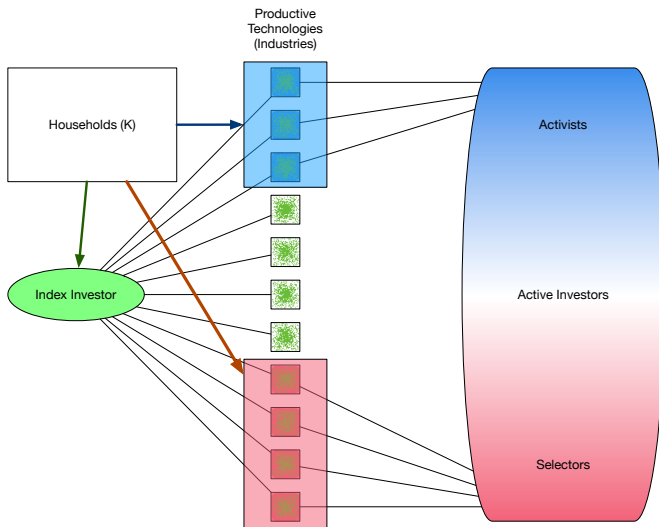 Productive
Technologies
(Industries)
Households (K)
Activists
Index Investor
Active Investors
Selectors